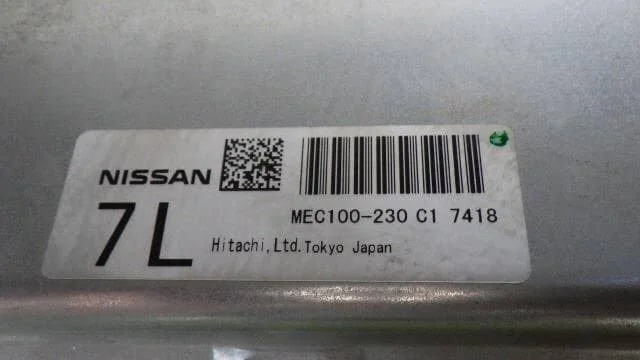 NISSAN
MEC100-230 C1 7418
7L
Hitachi,Ltd.Tokyo Japan